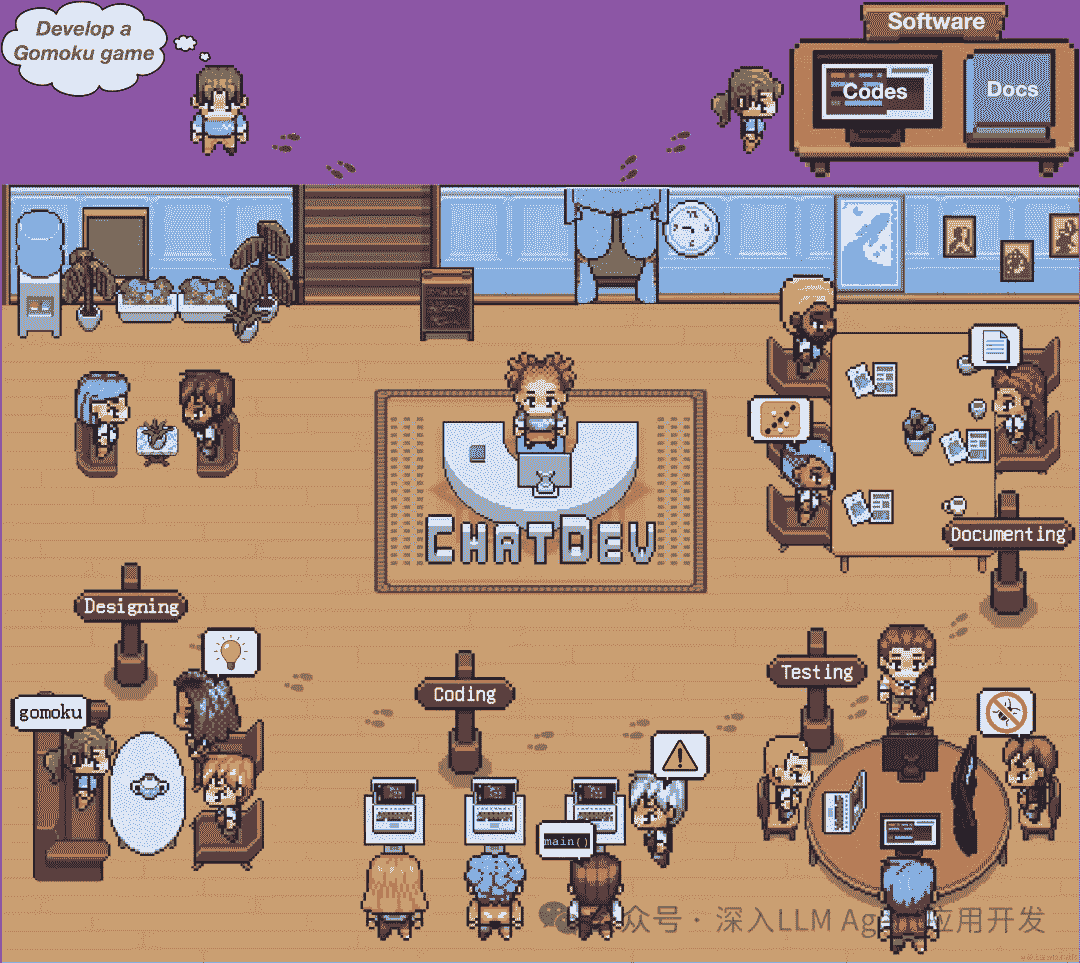 Develop a
Gomoku game
Software
Codes
Docs
CHATDEV
Documenting
Designing
Testing
Coding
gomoku
main()
众号 · 深入LLM Ag 应用开发